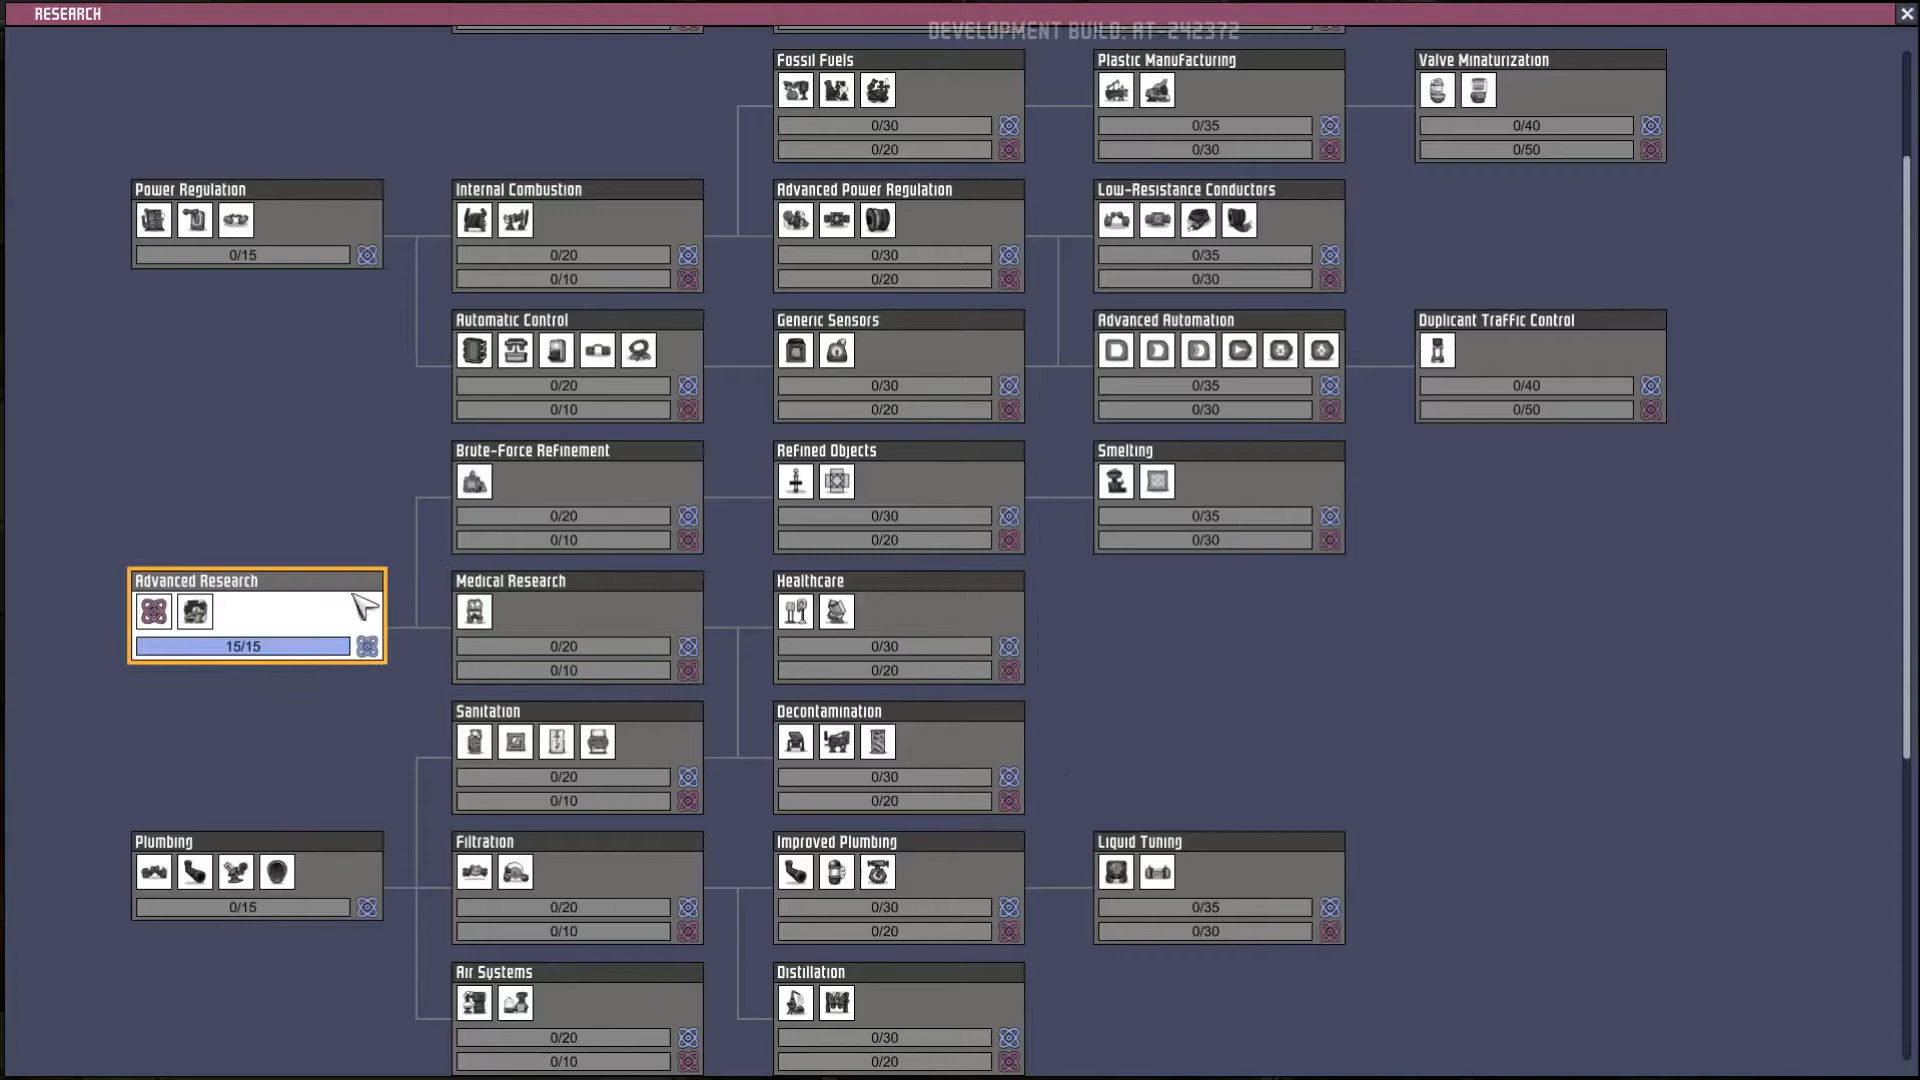 RESEARCH
DEVELOPMENT BUILD: AT-242372
Fossil Fuels
0/30
0/20
Plastic Manufacturing
0/35
0/30
Valve Minaturization
0/40
0/50
Power Regulation
0/15
Internal Combustion
0/20
0/10
Advanced Power Regulation
0/30
0/20
Low-Resistance Conductors
0/35
0/30
Automatic Control
0/20
0/10
Generic Sensors
0/30
0/20
Advanced Automation
0/35
0/30
Duplicant Traffic Control
0/40
0/50
Brute-Force Refinement
0/20
0/10
Refined Objects
0/30
0/20
Smelting
0/35
0/30
Advanced Research
15/15
Medical Research
0/20
0/10
Healthcare
0/30
0/20
Sanitation
0/20
0/10
Decontamination
0/30
0/20
Plumbing
0/15
Filtration
0/20
0/10
Improved Plumbing
0/30
0/20
Liquid Tuning
0/35
0/30
Air Systems
0/20
0/10
Distillation
0/30
0/20